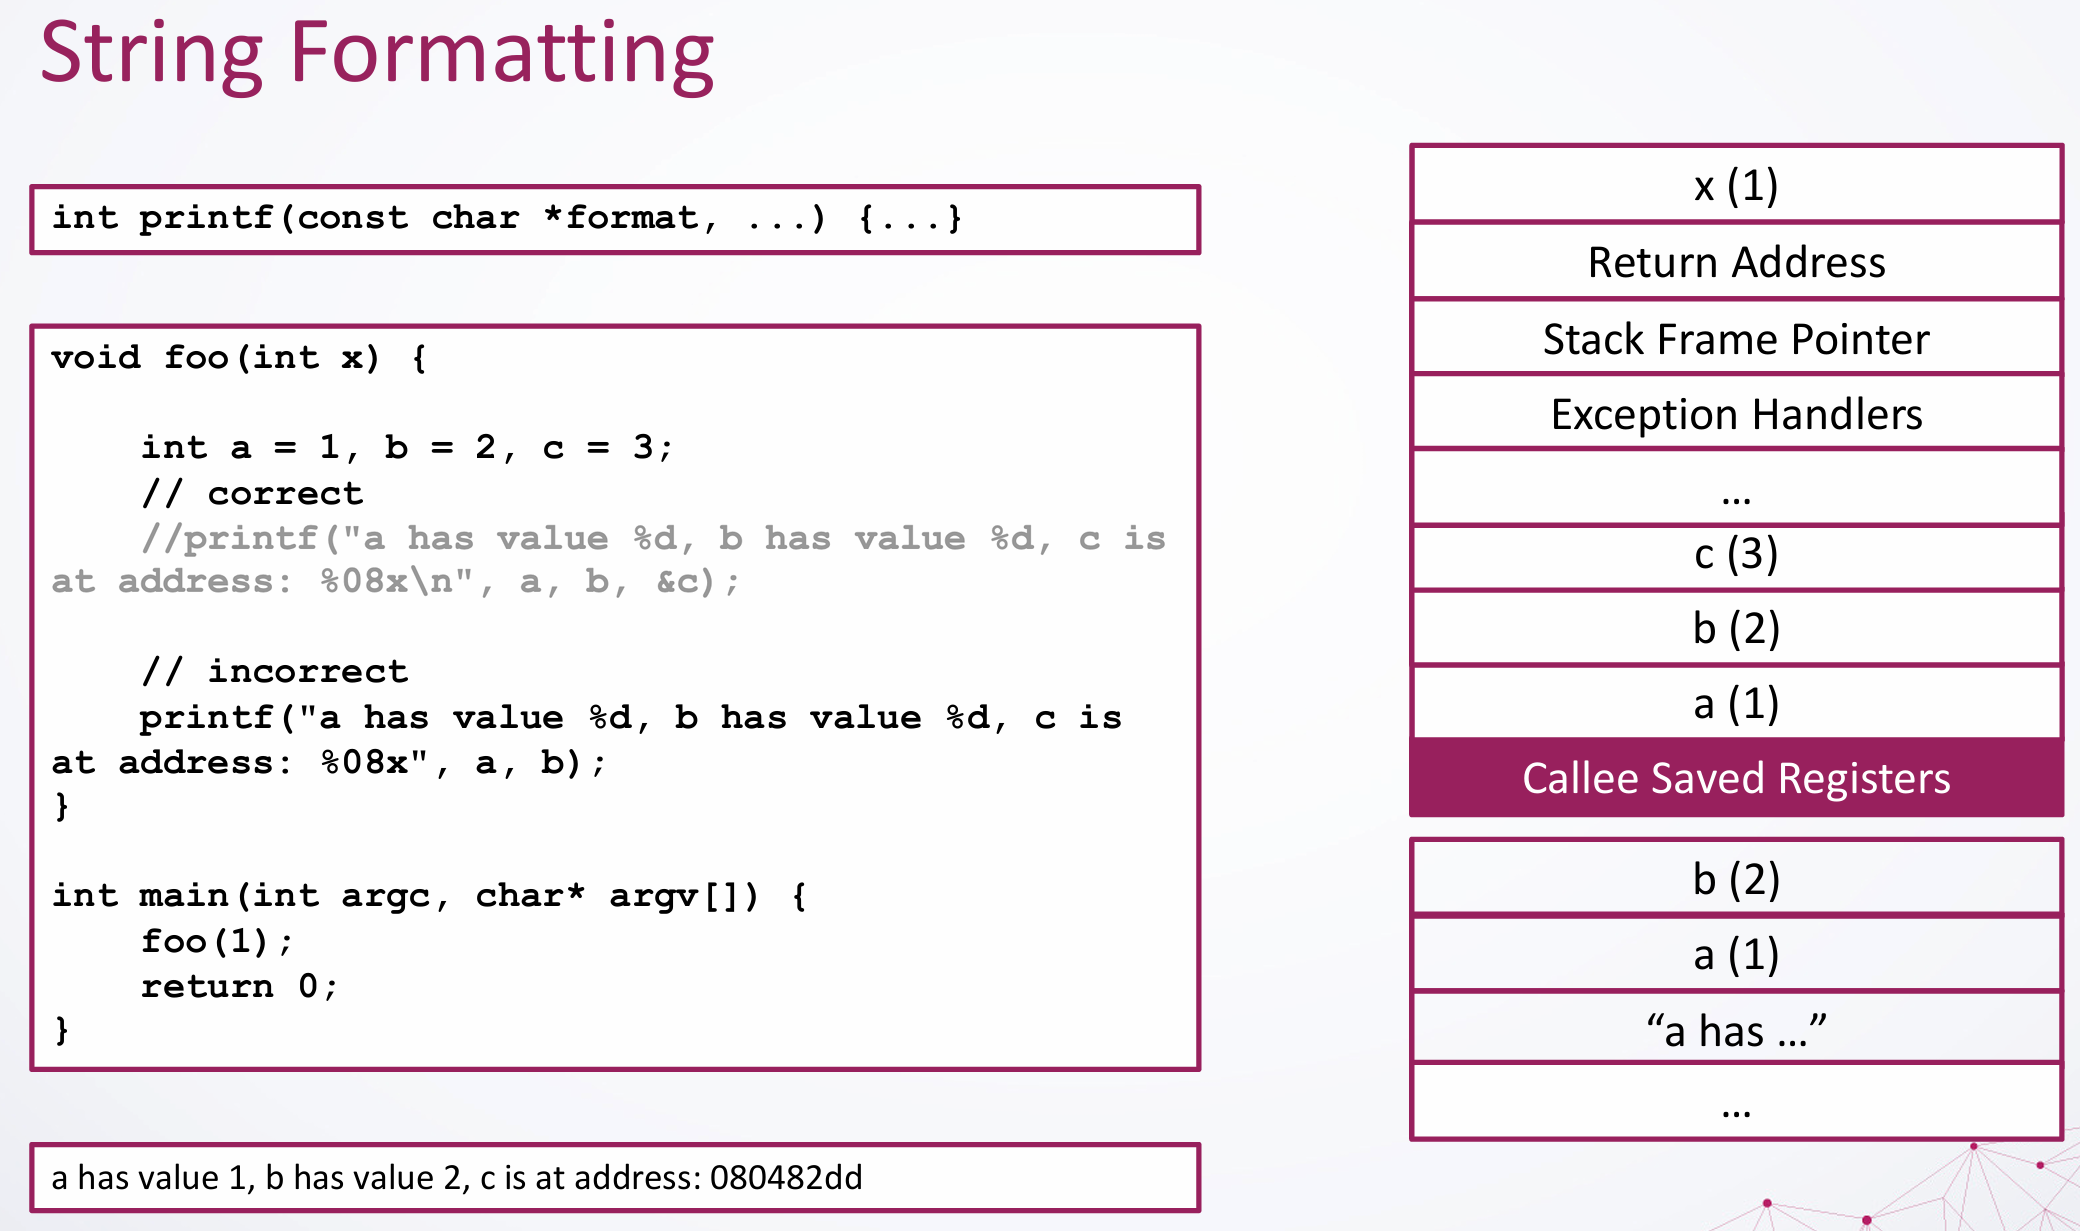 String Formatting
int printf(const char *format, ...) {...}
void foo(int x) {
int a = 1, b = 2, c = 3;
// correct
//printf("a has value %d, b has value %d, c is
at address: %08x\n", a, b, &c);
// incorrect
printf("a has value %d, b has value %d, c is
at address: %08x", a, b);
}
int main(int argc, char* argv[]) {
foo(1);
return 0;
}
a has value 1, b has value 2, c is at address: 080482dd
x (1)
Return Address
Stack Frame Pointer
Exception Handlers
...
c (3)
b (2)
a (1)
Callee Saved Registers
b (2)
a (1)
“a has ...”
...